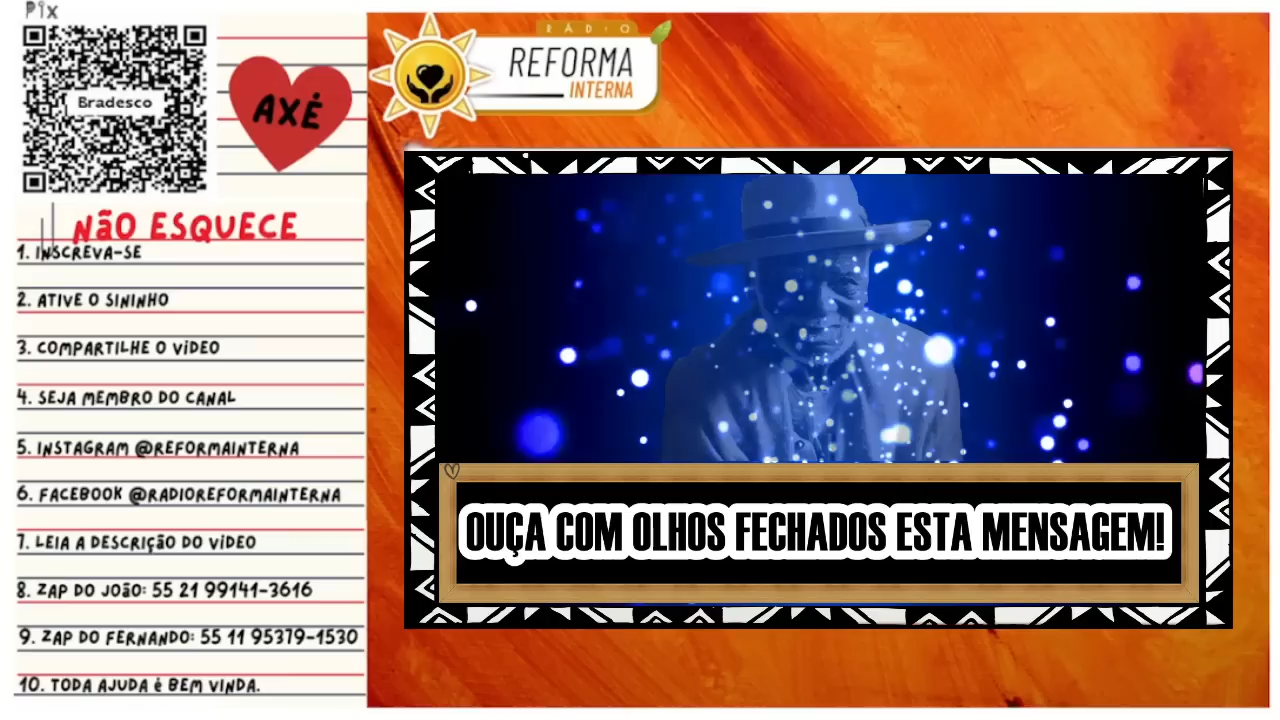 Pix
Bradesco
AXÉ
NÃO ESQUECE
1. INSCREVA-SE
2. ATIVE O SININHO
3. COMPARTILHE O VÍDEO
4. SEJA MEMBRO DO CANAL
5. INSTAGRAM @REFORMAINTERNA
6. FACEBOOK @RADIOREFORMAINTERNA
7. LEIA A DESCRIÇÃO DO VÍDEO
8. ZAP DO JOÃO: 55 21 99141-3616
9. ZAP DO FERNANDO: 55 11 95379-1530
10. TODA AJUDA É BEM VINDA.
RÁDIO
REFORMA
INTERNA
OUÇA COM OLHOS FECHADOS ESTA MENSAGEM!